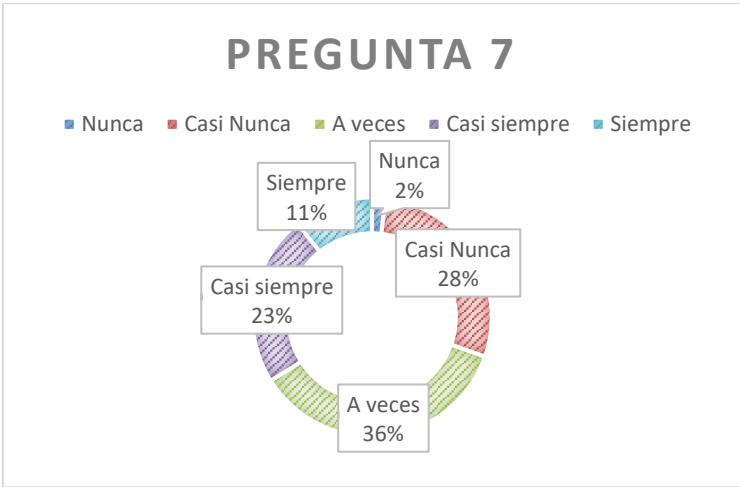 PREGUNTA 7
Nunca Casi Nunca A veces Casi siempre Siempre
Nunca
2%
Siempre
11%
Casi Nunca
28%
Casi siempre
23%
A veces
36%